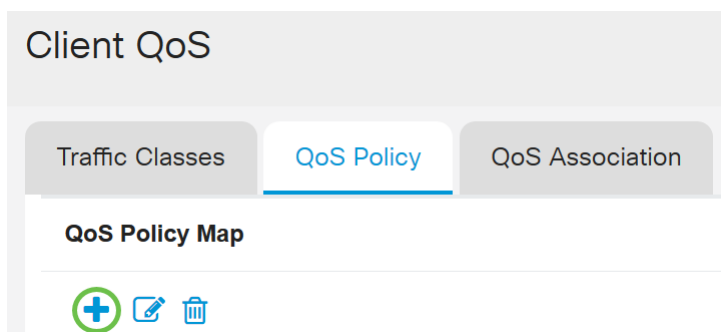 Client QoS
Traffic Classes QoS Policy QoS Association
QoS Policy Map